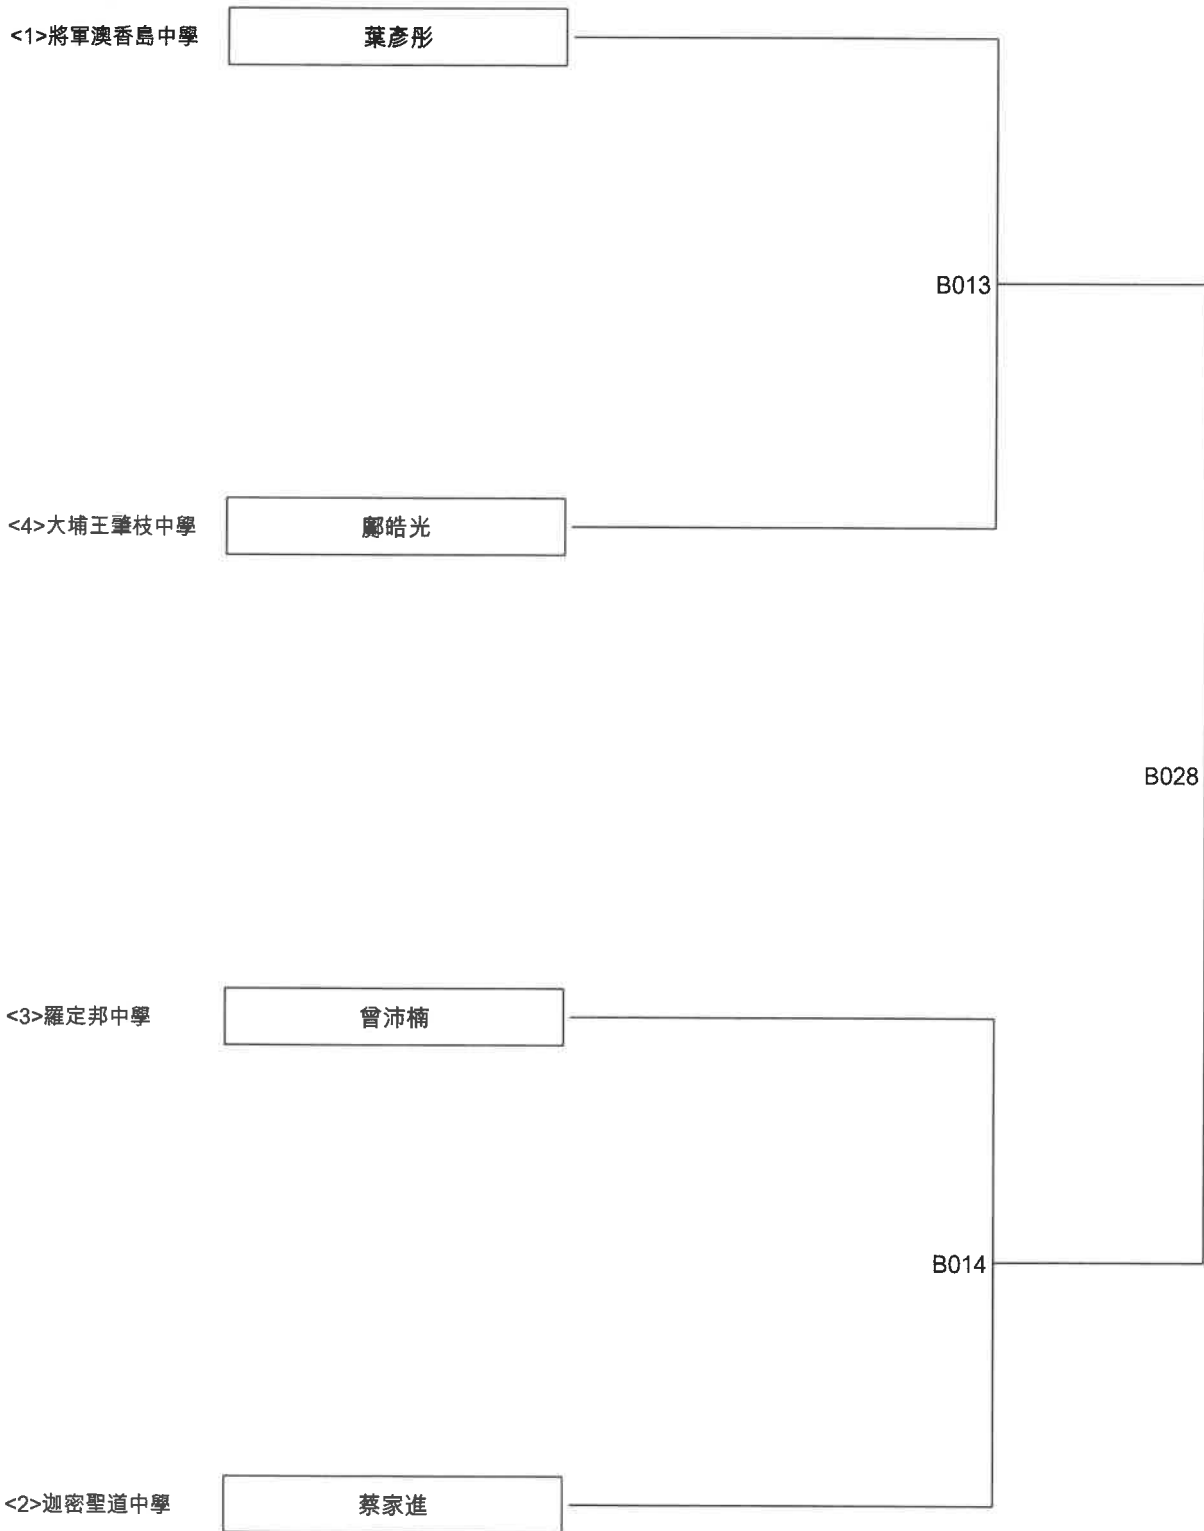 <1>將軍澳香島中學 葉彥彤
B013
<4>大埔王肇枝中學 鄺皓光
B028
<3>羅定邦中學 曾沛楠
B014
<2>迦密聖道中學 蔡家進